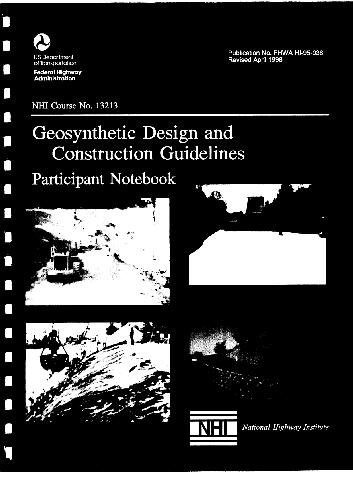 US Department
of Transportation
Federal Highway
Administration
Publication No. FHWA HI-95-038
Revised April 1998
NHI Course No. 13213
Geosynthetic Design and
Construction Guidelines
Participant Notebook
NHI
National Highway Institute